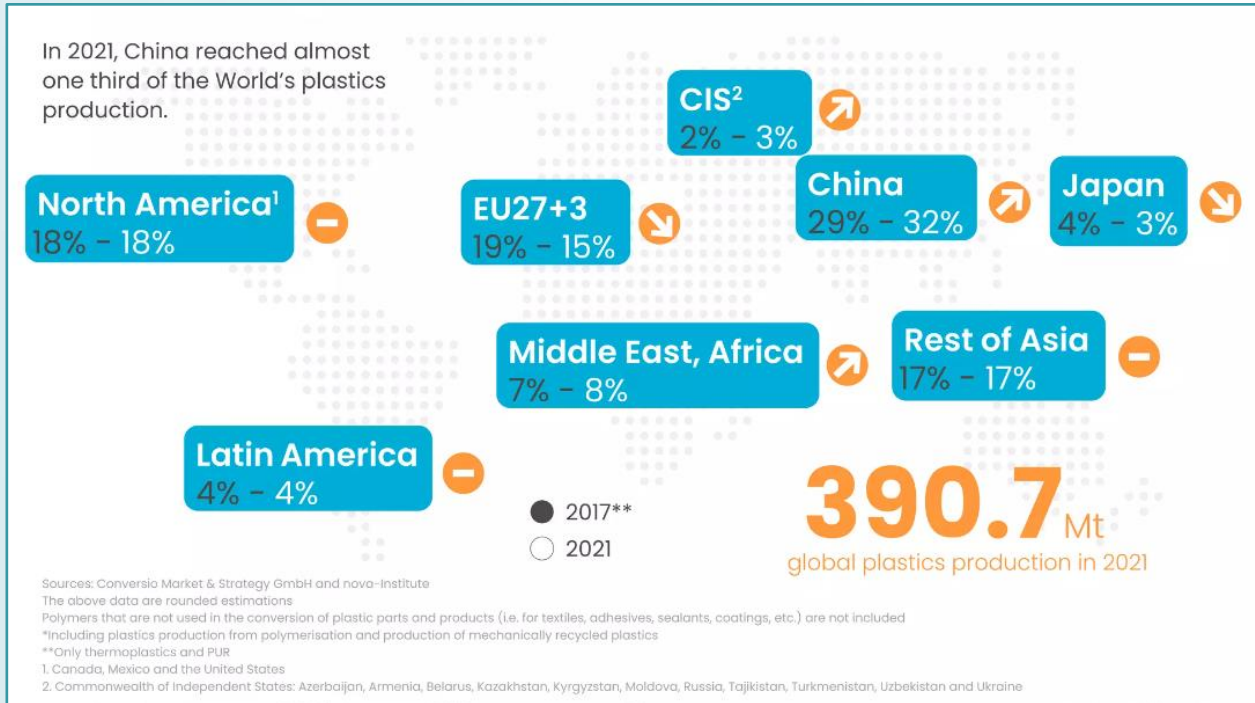 In 2021, China reached almost
one third of the World's plastics
production.
CIS²
2% - 3%
North America¹
18% - 18%
EU27+3
19% - 15%
China
29% - 32%
Japan
4% - 3%
Middle East, Africa
7% - 8%
Rest of Asia
17% - 17%
Latin America
4% - 4%
2017**
2021
390.7 Mt
global plastics production in 2021
Sources: Conversio Market & Strategy GmbH and nova-Institute
The above data are rounded estimations
Polymers that are not used in the conversion of plastic parts and products (i.e. for textiles, adhesives, sealants, coatings, etc.) are not included
*Including plastics production from polymerisation and production of mechanically recycled plastics
**Only thermoplastics and PUR
1. Canada, Mexico and the United States
2. Commonwealth of Independent States: Azerbaijan, Armenia, Belarus, Kazakhstan, Kyrgyzstan, Moldova, Russia, Tajikistan, Turkmenistan, Uzbekistan and Ukraine